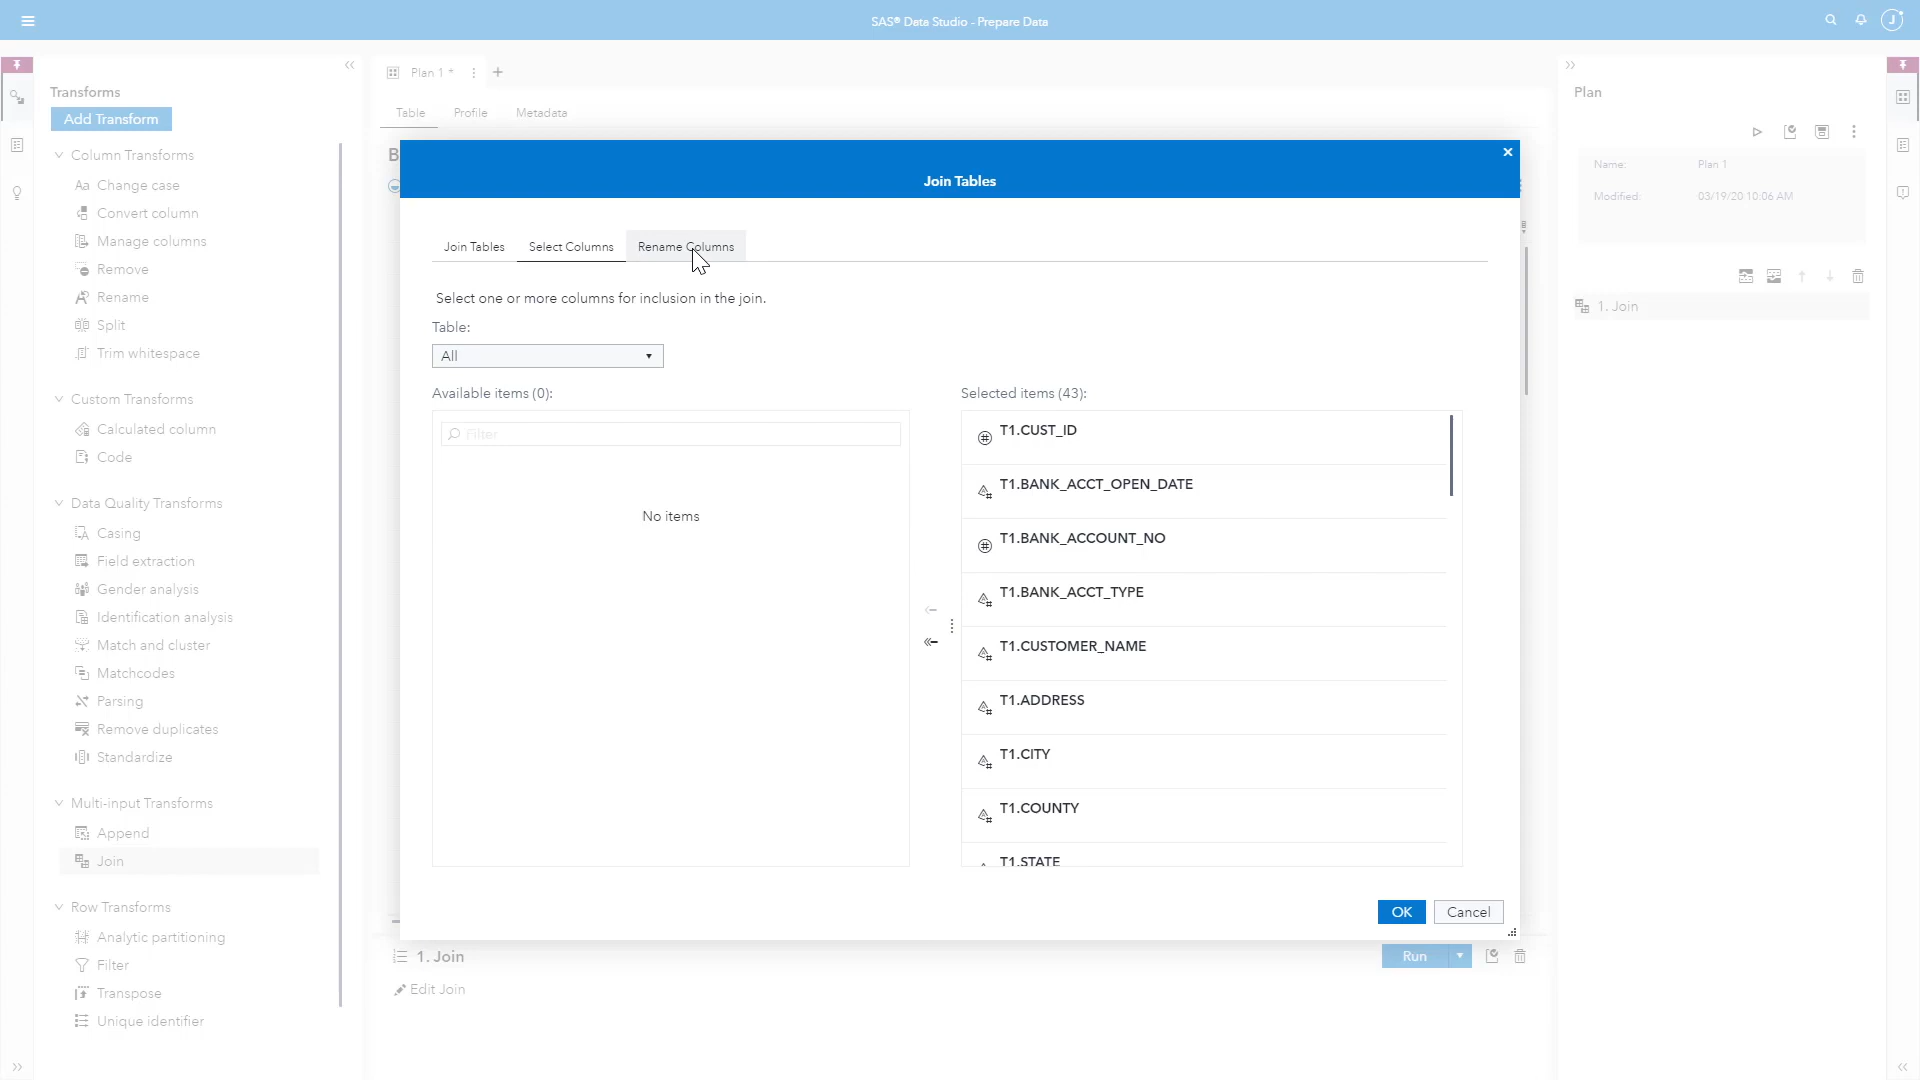 SAS® Data Studio - Prepare Data
J
Transforms
Add Transform
Column Transforms
Aa Change case
Convert column
Manage columns
Remove
Rename
Split
Trim whitespace
Custom Transforms
Calculated column
Code
Data Quality Transforms
Casing
Field extraction
Gender analysis
Identification analysis
Match and cluster
Matchcodes
Parsing
Remove duplicates
Standardize
Multi-input Transforms
Append
Join
Row Transforms
Analytic partitioning
Filter
Transpose
Unique identifier
Plan 1 *
Table Profile Metadata
B
Join Tables
Join Tables Select Columns Rename Columns
Select one or more columns for inclusion in the join.
Table:
All
Available items (0):
Filter
No items
Selected items (43):
T1.CUST_ID
T1.BANK_ACCT_OPEN_DATE
T1.BANK_ACCOUNT_NO
T1.BANK_ACCT_TYPE
T1.CUSTOMER_NAME
T1.ADDRESS
T1.CITY
T1.COUNTY
T1.STATE
OK Cancel
1. Join
Run
Edit Join
Plan
Name: Plan 1
Modified: 03/19/20 10:06 AM
1. Join